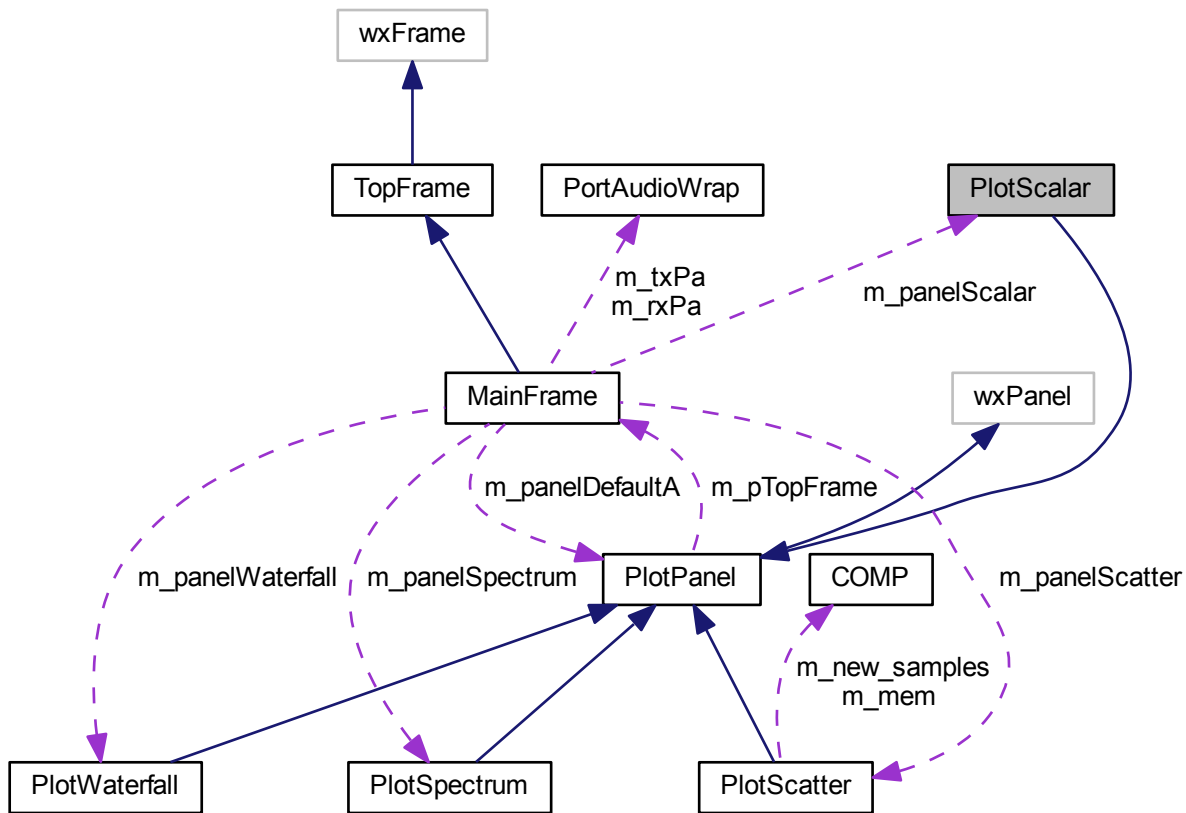 wxFrame
TopFrame
PortAudioWrap
PlotScalar
m_txPa
m_rxPa
m_panelScalar
MainFrame
wxPanel
m_panelDefaultA
m_pTopFrame
m_panelWaterfall
m_panelSpectrum
PlotPanel
COMP
m_panelScatter
m_new_samples
m_mem
PlotWaterfall
PlotSpectrum
PlotScatter